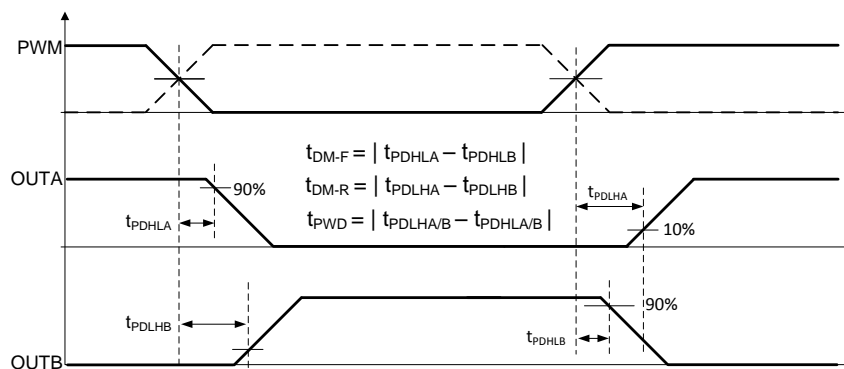 PWM
t_DM-F = | t_PDHLA – t_PDHLB |
OUTA
90%
t_DM-R = | t_PDLHA – t_PDLHB |
t_PDLHA
t_PDHLA
t_PWD = | t_PDLHA/B – t_PDHLA/B |
10%
90%
t_PDLHB
t_PDHLB
OUTB